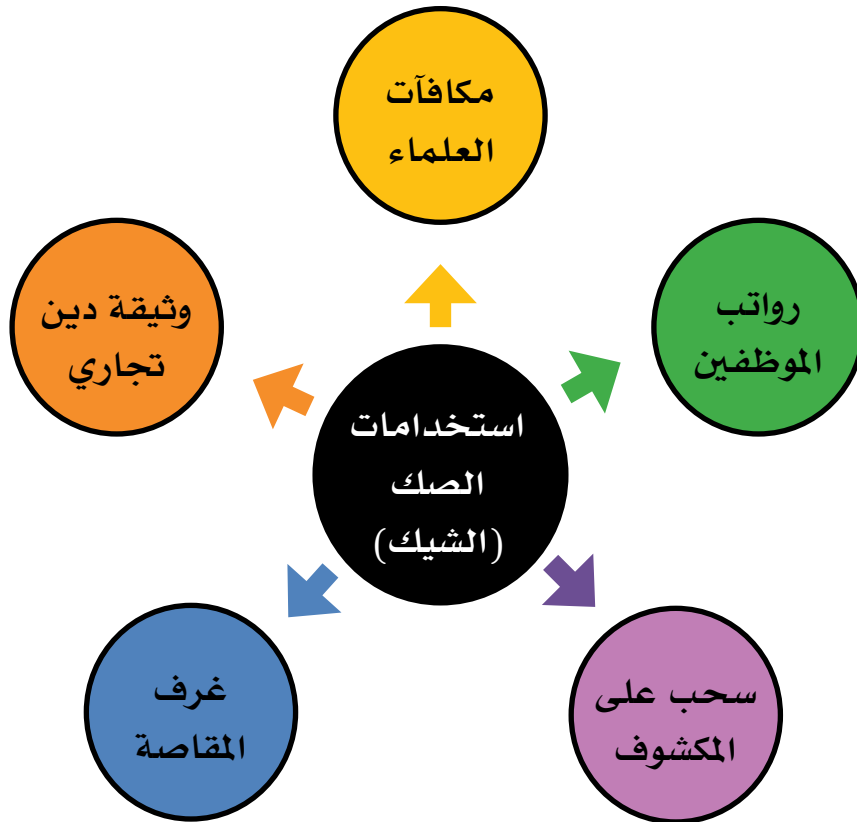 مكافآت
العلماء
رواتب
الموظفين
وثيقة دين
تجاري
استخدامات
الصك
(الشيك)
سحب على
المكشوف
غرف
المقاصة